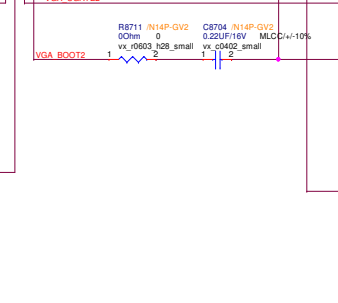 R8711 /N14P-GV2 C8704 /N14P-GV2
0Ohm 0 0.22UF/16V MLCC/+/-10%
vx_r0603_h28_small vx_c0402_small
VGA_BOOT2 1 2 1 2